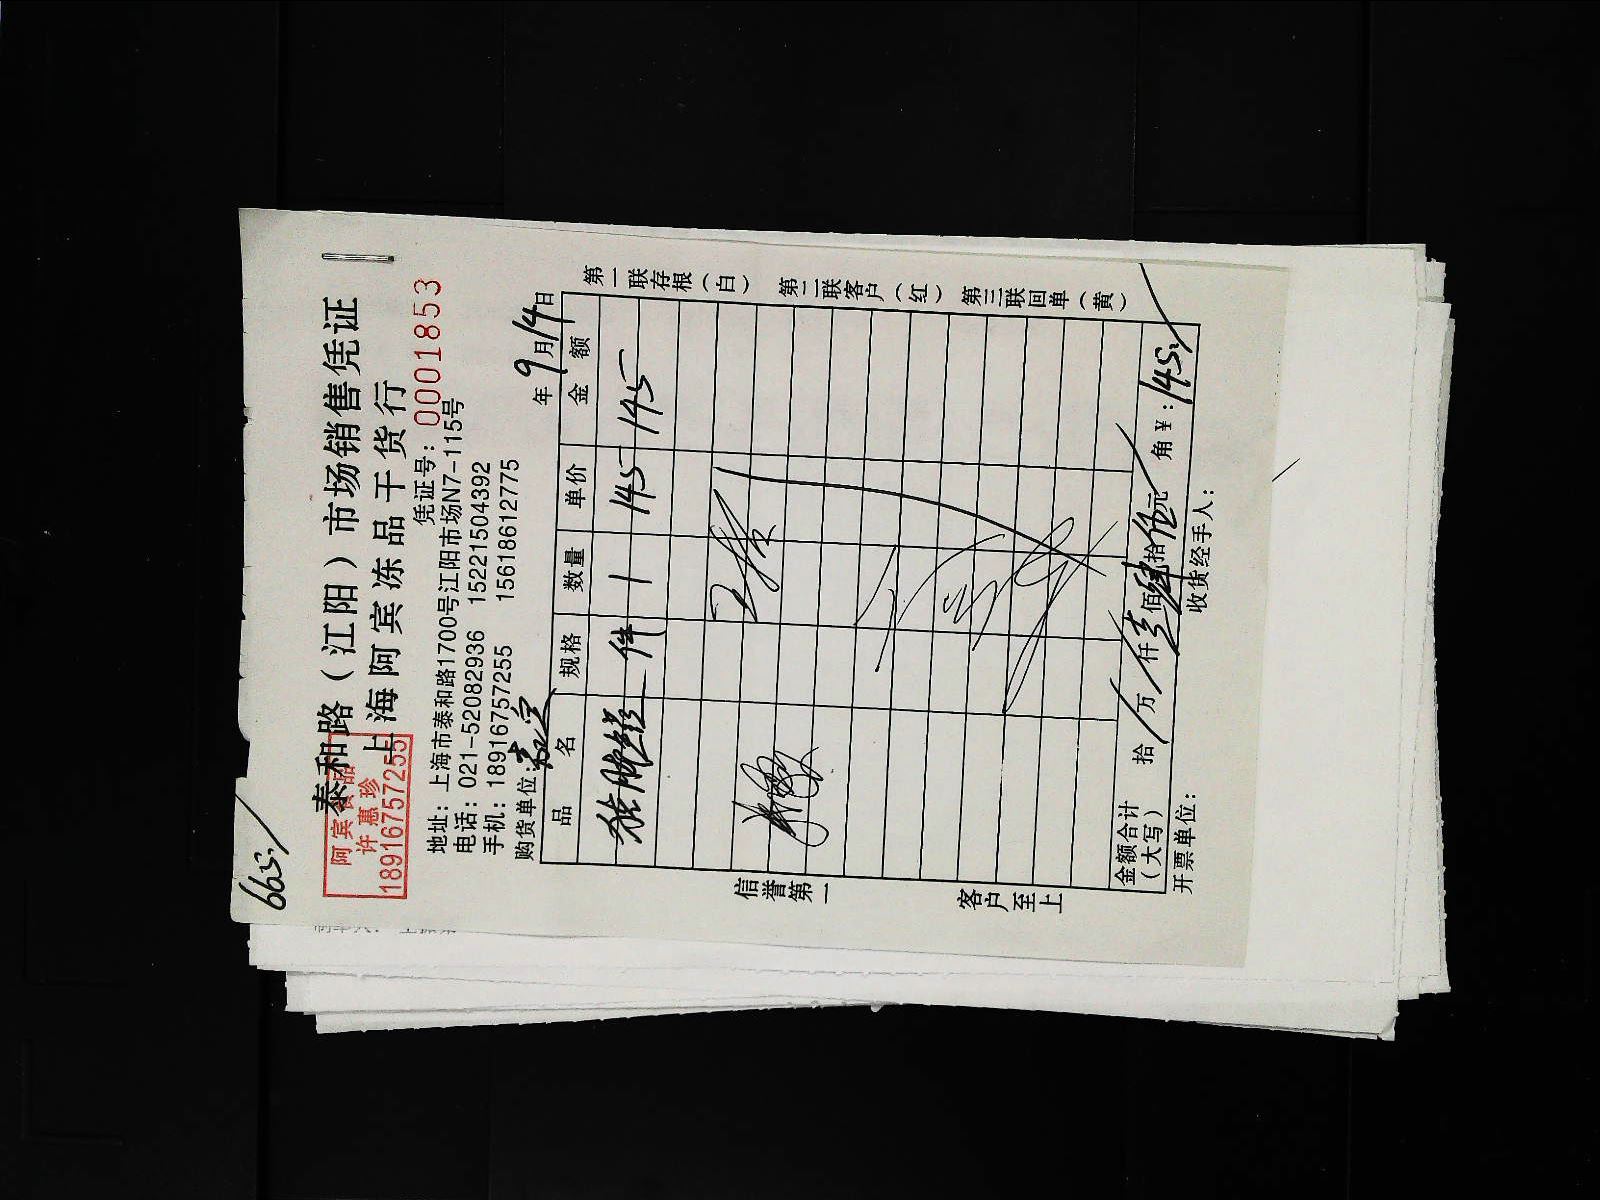 665/
泰和路（江阳）市场销售凭证
上海阿宾冻品干货行
阿宾食品
许惠珍
18916757255
凭证号：0001853
地址：上海市泰和路1700号江阳市场N7-115号
电话：021-52082936 15221504392
手机：18916757255 15618612775
购货单位：
年9月14日
品名 规格 数量 单价 金额
件 1 145 145
信誉第一
客户至上
第一联存根（白）
第二联客户（红）
第三联回单（黄）
金额合计（大写） 拾/万/仟壹佰肆拾伍元/角 ¥：145/
开票单位：
收货经手人：